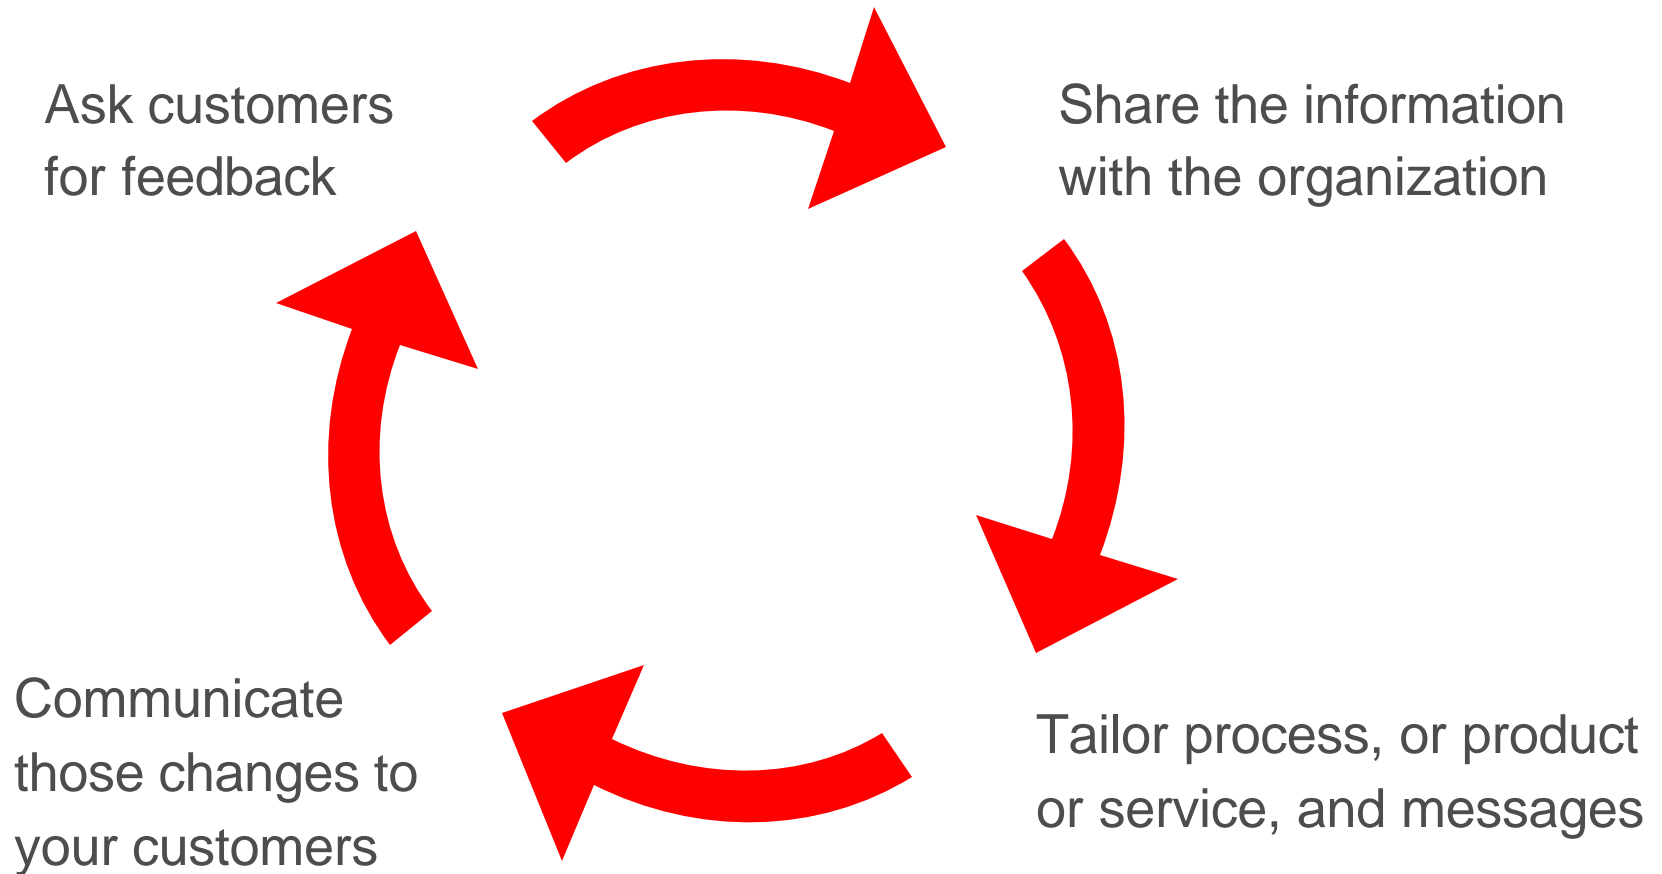 Ask customers
for feedback
Share the information
with the organization
Tailor process, or product
or service, and messages
Communicate
those changes to
your customers